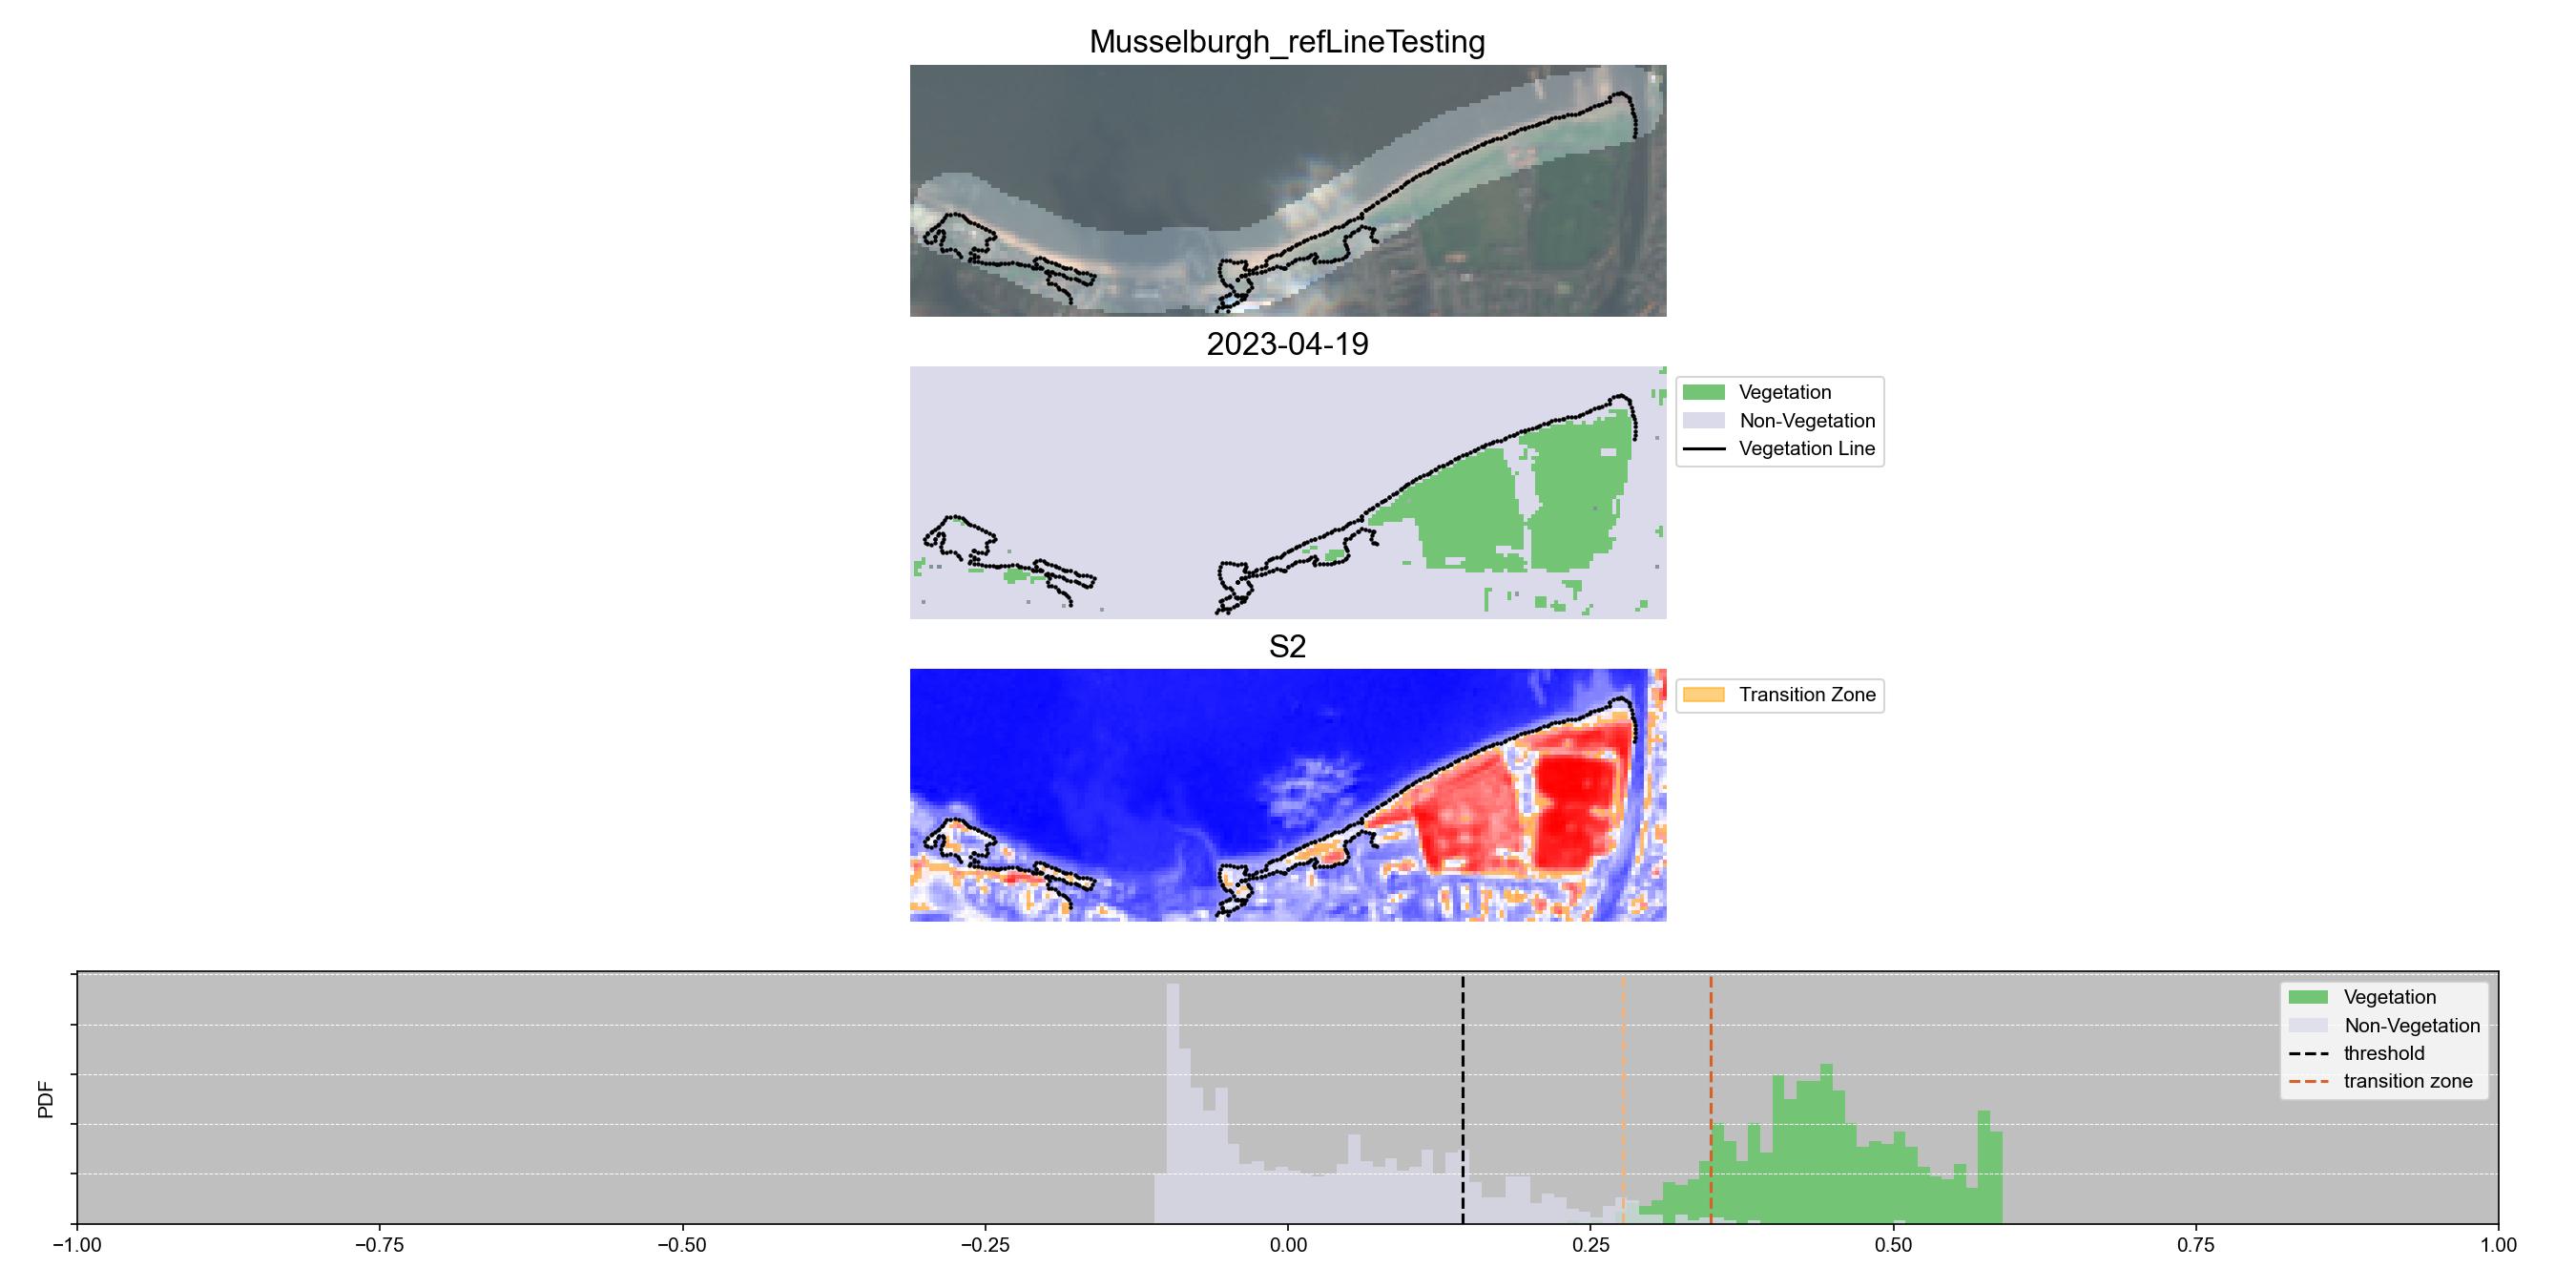 Musselburgh_refLineTesting
2023-04-19
Vegetation
Non-Vegetation
Vegetation Line
S2
Transition Zone
PDF
Vegetation
Non-Vegetation
threshold
transition zone
−1.00 −0.75 −0.50 −0.25 0.00 0.25 0.50 0.75 1.00